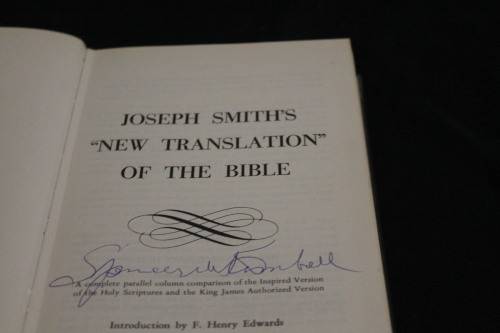 JOSEPH SMITH'S
"NEW TRANSLATION"
OF THE BIBLE
Spencer W Kimball
A complete parallel column comparison of the Inspired Version
of the Holy Scriptures and the King James Authorized Version
Introduction by F. Henry Edwards